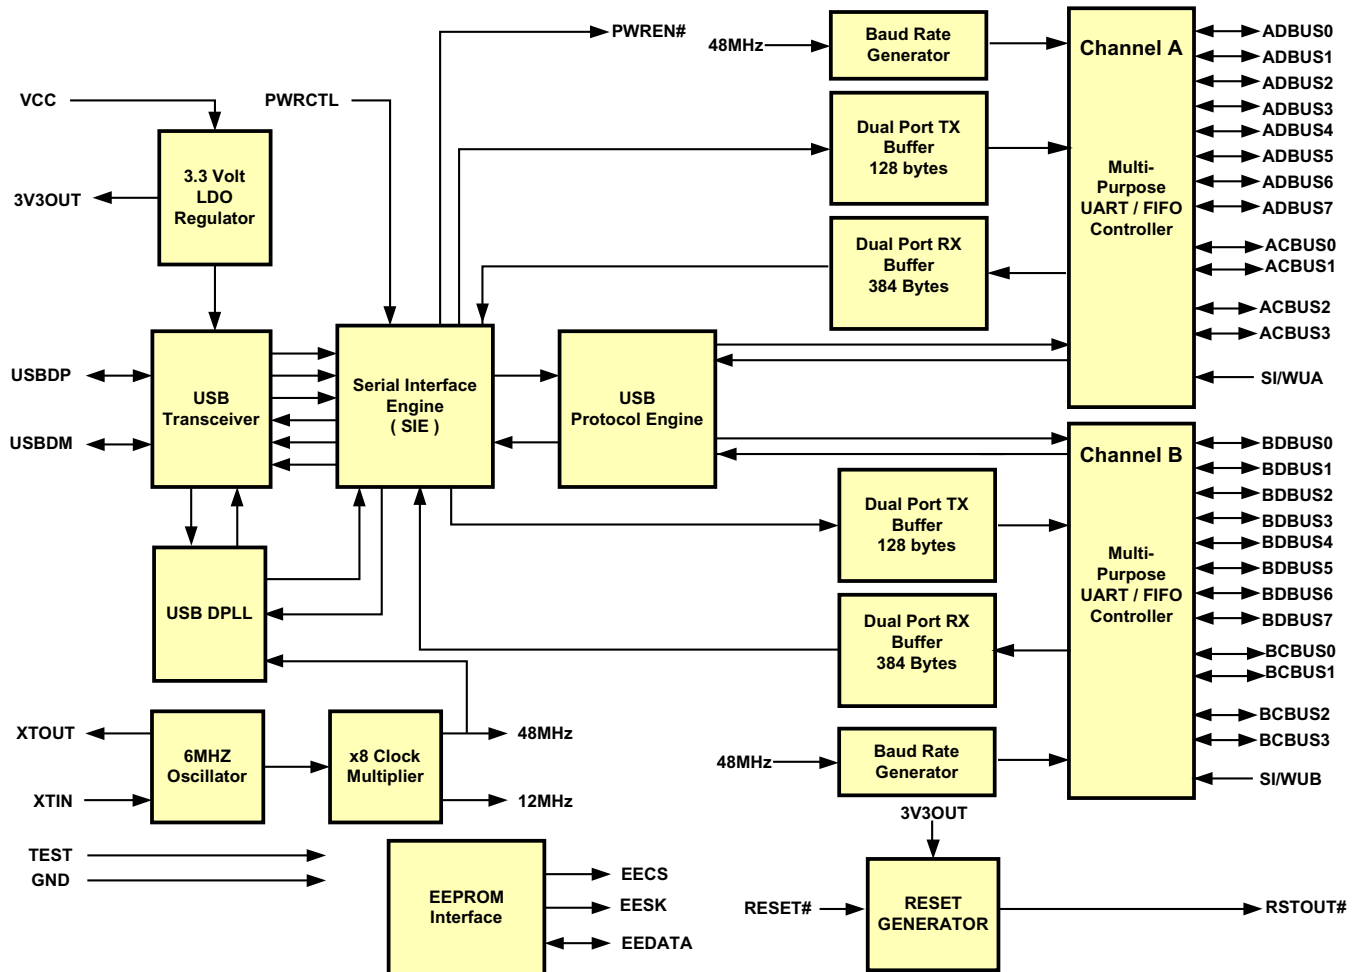 PWREN#
48MHz
Baud Rate
Generator
Channel A
ADBUS0
ADBUS1
ADBUS2
ADBUS3
ADBUS4
ADBUS5
ADBUS6
ADBUS7
ACBUS0
ACBUS1
ACBUS2
ACBUS3
SI/WUA
Multi-
Purpose
UART / FIFO
Controller
VCC
PWRCTL
3.3 Volt
LDO
Regulator
3V3OUT
Dual Port TX
Buffer
128 bytes
Dual Port RX
Buffer
384 Bytes
USBDP
USBDM
USB
Transceiver
Serial Interface
Engine
( SIE )
USB
Protocol Engine
Channel B
BDBUS0
BDBUS1
BDBUS2
BDBUS3
BDBUS4
BDBUS5
BDBUS6
BDBUS7
BCBUS0
BCBUS1
BCBUS2
BCBUS3
SI/WUB
Multi-
Purpose
UART / FIFO
Controller
Dual Port TX
Buffer
128 bytes
USB DPLL
Dual Port RX
Buffer
384 Bytes
XTOUT
XTIN
6MHZ
Oscillator
x8 Clock
Multiplier
48MHz
12MHz
48MHz
Baud Rate
Generator
3V3OUT
TEST
GND
EEPROM
Interface
EECS
EESK
EEDATA
RESET#
RESET
GENERATOR
RSTOUT#